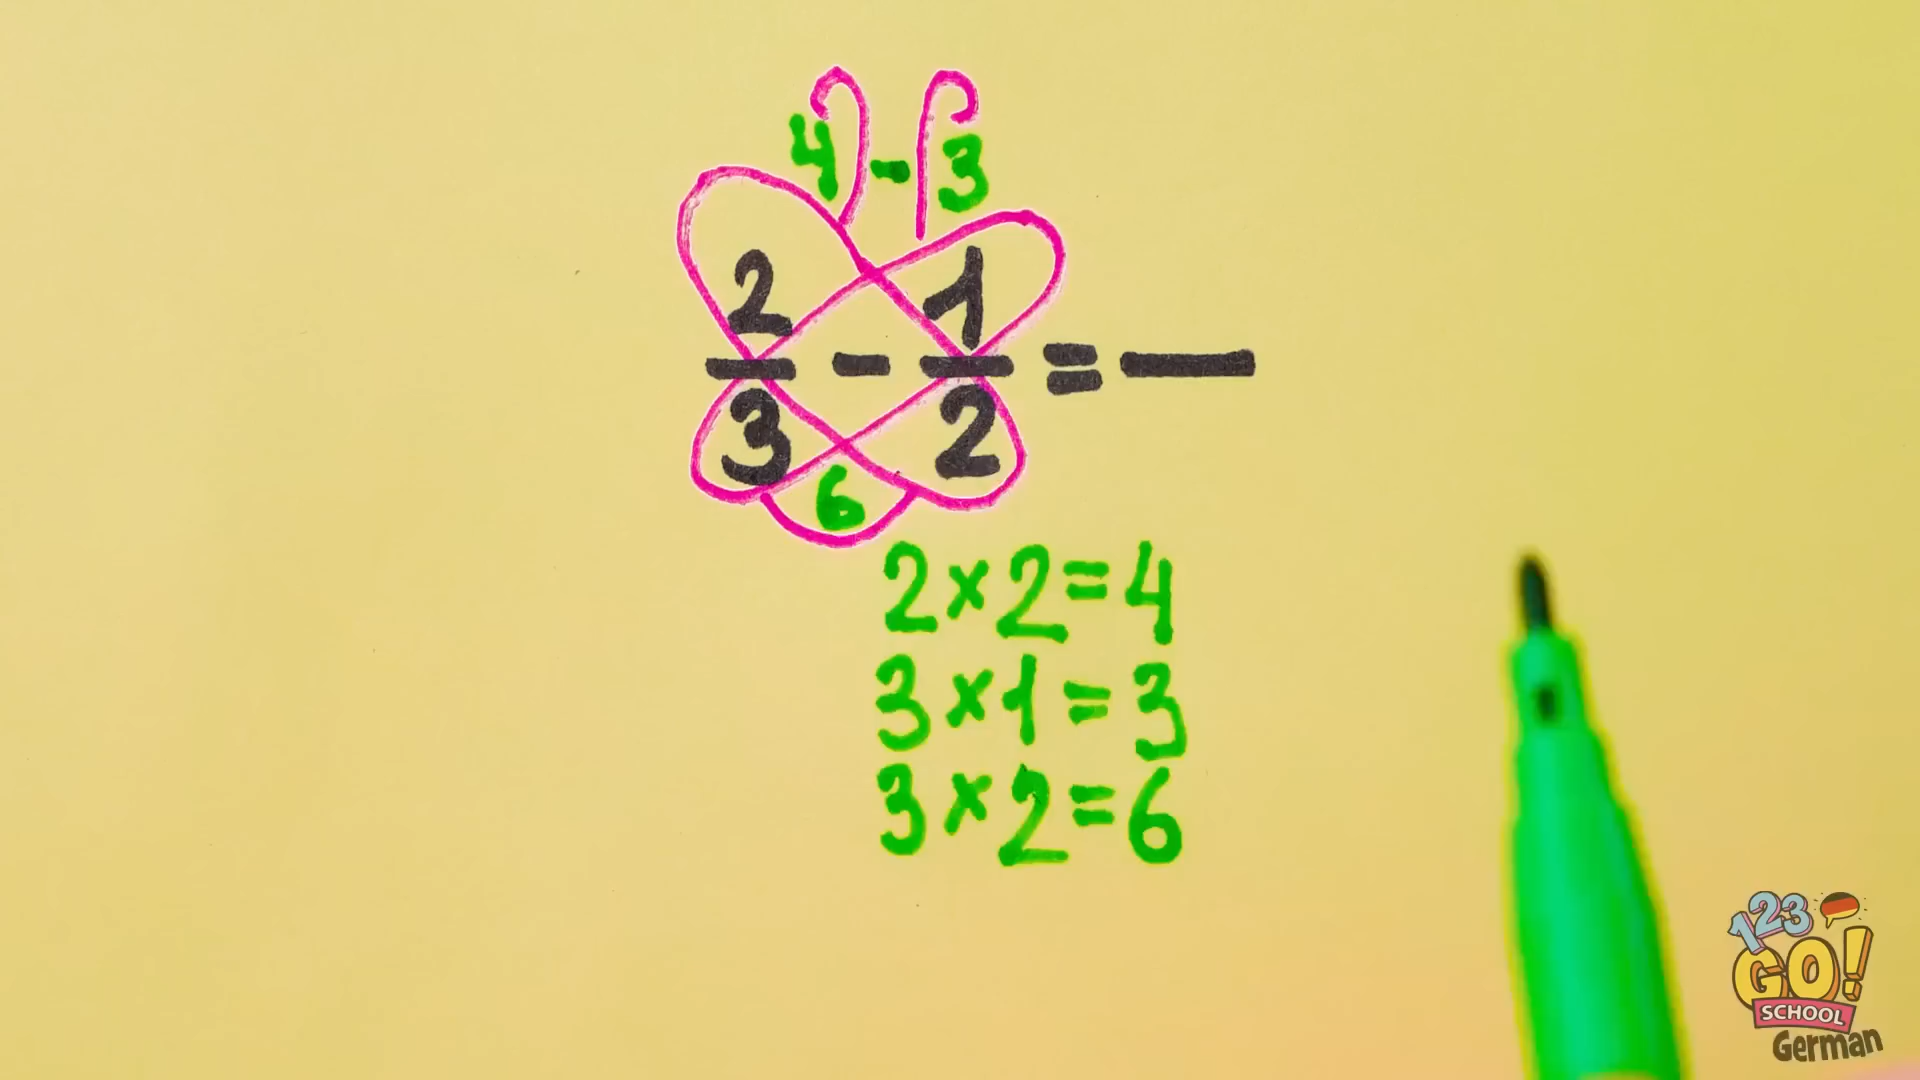 4 - 3
2 1
- =
3 2
6
2×2=4
3×1=3
3×2=6
123
GO!
SCHOOL
German